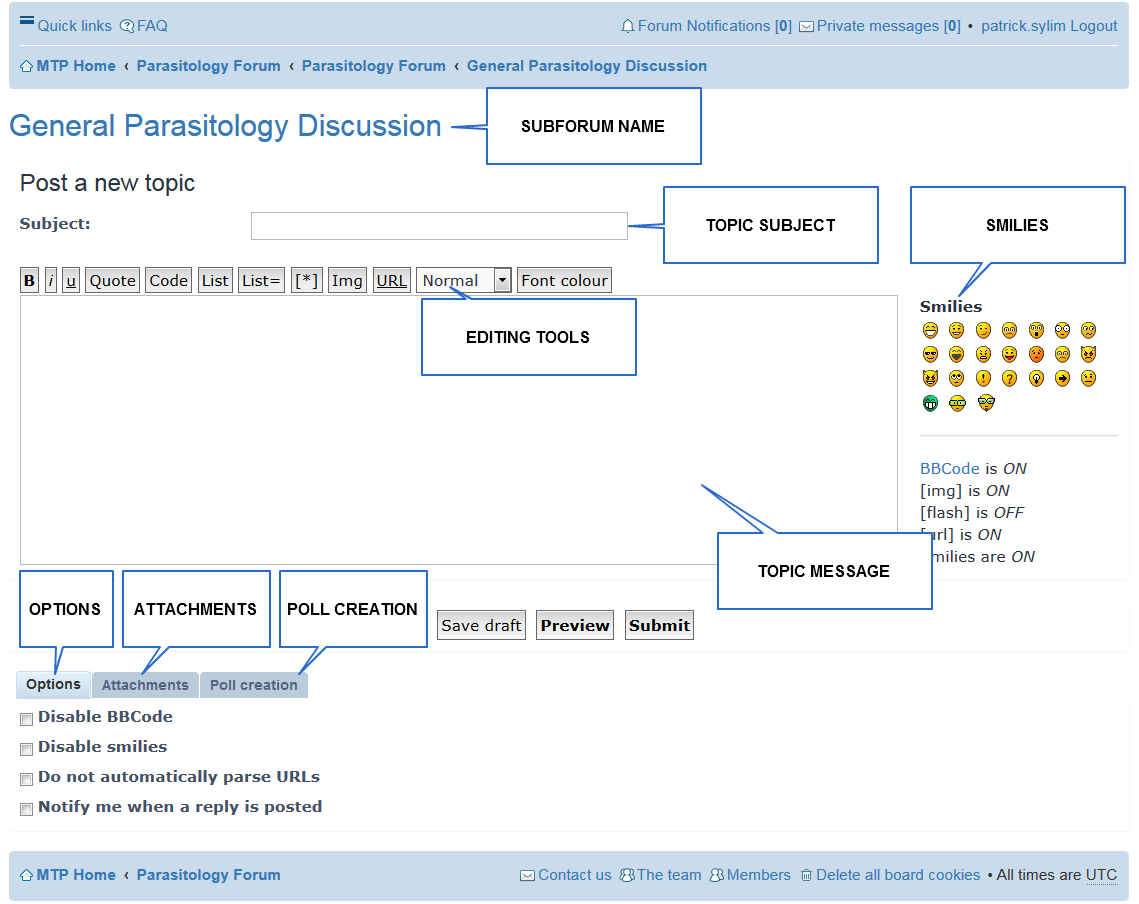 Quick links FAQ Forum Notifications [0] Private messages [0] • patrick.sylim Logout
MTP Home ‹ Parasitology Forum ‹ Parasitology Forum ‹ General Parasitology Discussion
General Parasitology Discussion
SUBFORUM NAME
Post a new topic
Subject:
TOPIC SUBJECT
SMILIES
B i u Quote Code List List= [*] Img URL Normal Font colour
EDITING TOOLS
Smilies
BBCode is ON
[img] is ON
[flash] is OFF
[url] is ON
Smilies are ON
TOPIC MESSAGE
OPTIONS ATTACHMENTS POLL CREATION
Save draft Preview Submit
Options Attachments Poll creation
Disable BBCode
Disable smilies
Do not automatically parse URLs
Notify me when a reply is posted
MTP Home ‹ Parasitology Forum Contact us The team Members Delete all board cookies • All times are UTC